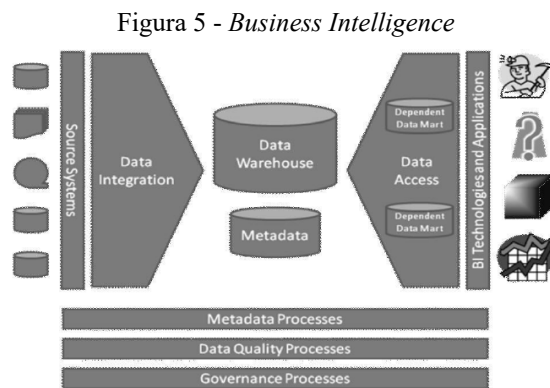 Figura 5 - Business Intelligence
Source Systems
Data
Integration
Data
Warehouse
Metadata
Dependent
Data Mart
Data
Access
Dependent
Data Mart
BI Technologies and Applications
Metadata Processes
Data Quality Processes
Governance Processes